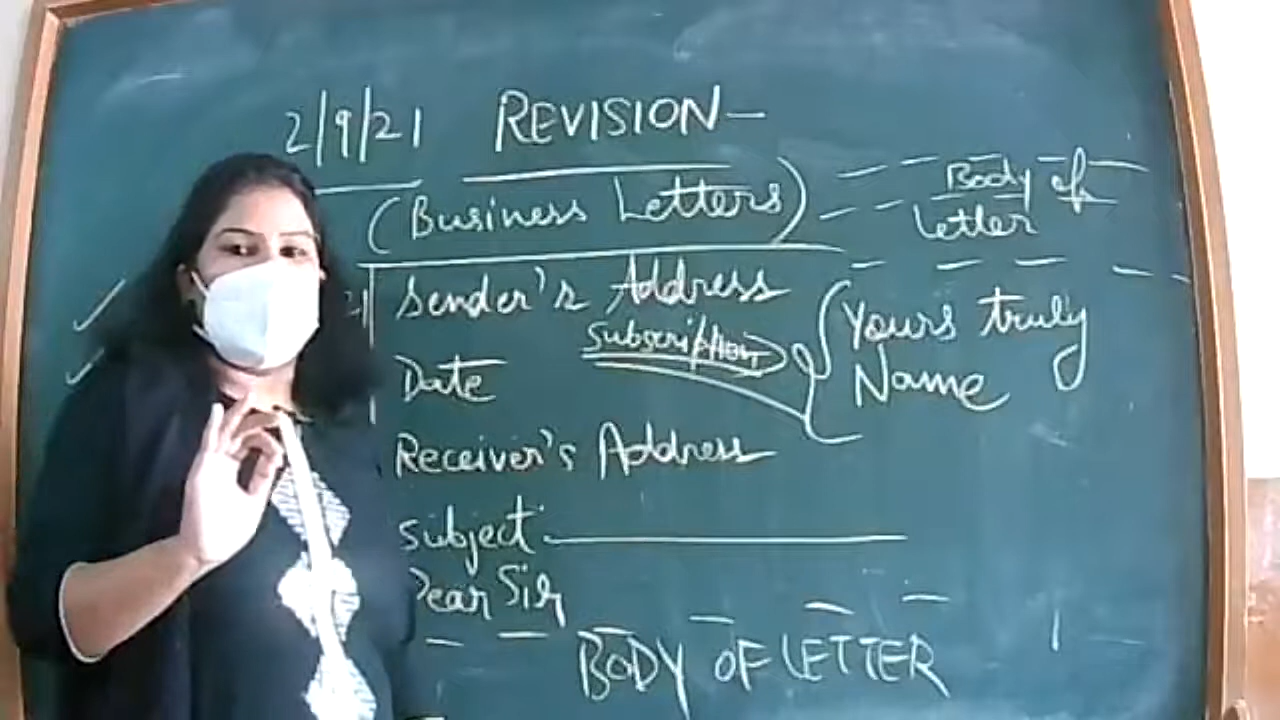 2/9/21 REVISION—
(Business Letters)
Sender's Address
Date
Receiver's Address
Subject:
Dear Sir
BODY OF LETTER
Body of
Letter
Subscription
Yours truly
Name